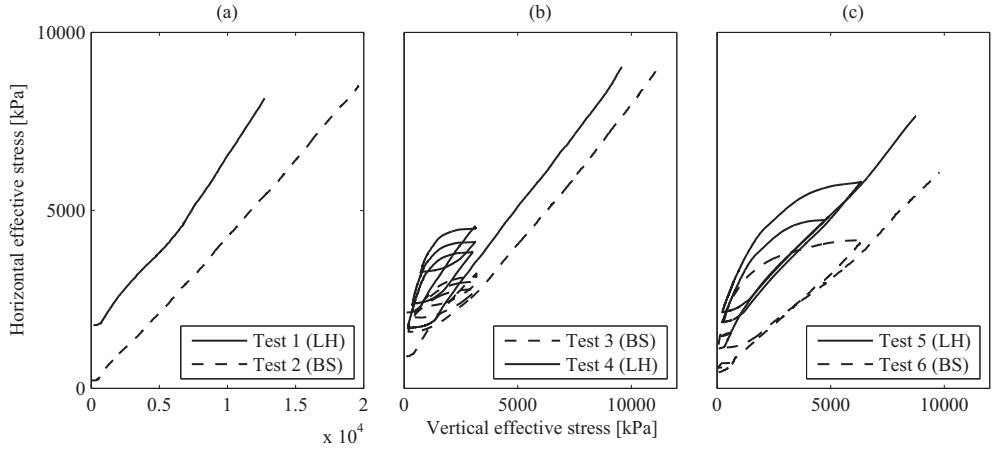 (a) (b) (c)
Horizontal effective stress [kPa]
10000
5000
0
Test 1 (LH)
Test 2 (BS)
Test 3 (BS)
Test 4 (LH)
Test 5 (LH)
Test 6 (BS)
0 0.5 1 1.5 2
x 10⁴
0 5000 10000
0 5000 10000
Vertical effective stress [kPa]